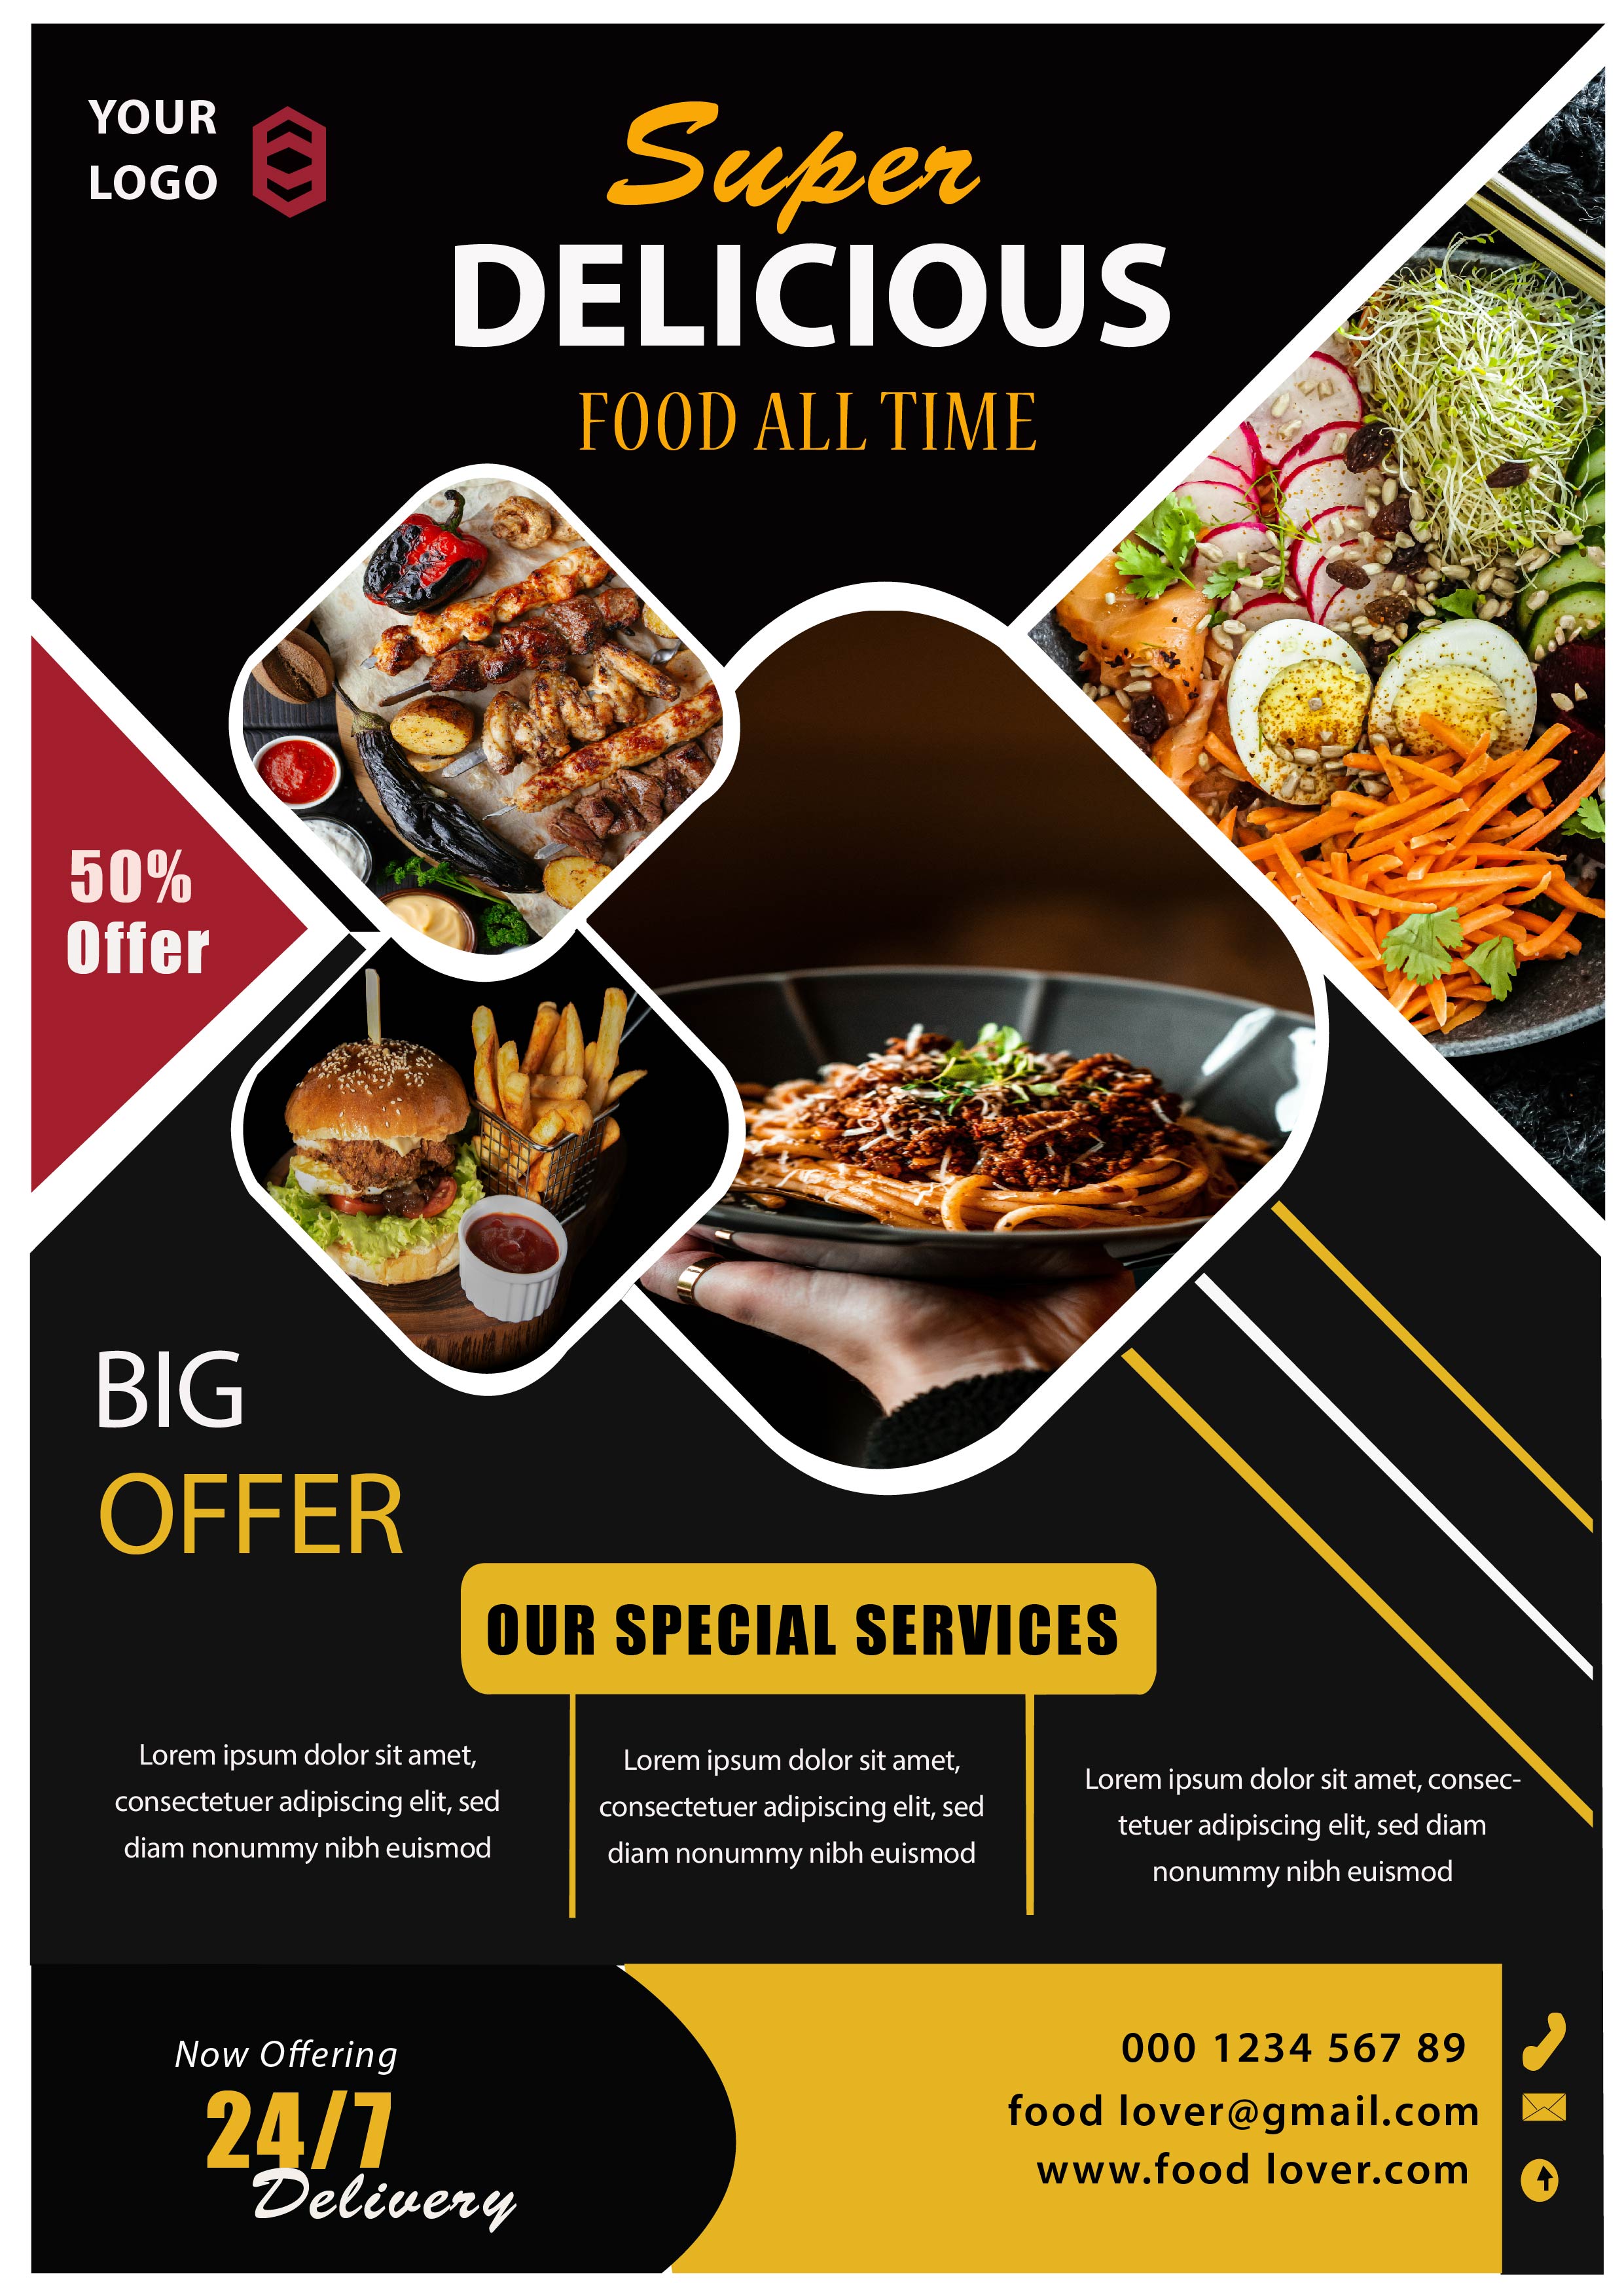 YOUR
LOGO
Super
DELICIOUS
FOOD ALL TIME
50%
Offer
BIG
OFFER
OUR SPECIAL SERVICES
Lorem ipsum dolor sit amet,
consectetuer adipiscing elit, sed
diam nonummy nibh euismod
Lorem ipsum dolor sit amet,
consectetuer adipiscing elit, sed
diam nonummy nibh euismod
Lorem ipsum dolor sit amet, consec-
tetuer adipiscing elit, sed diam
nonummy nibh euismod
Now Offering
24/7
Delivery
000 1234 567 89
food lover@gmail.com
www.food lover.com